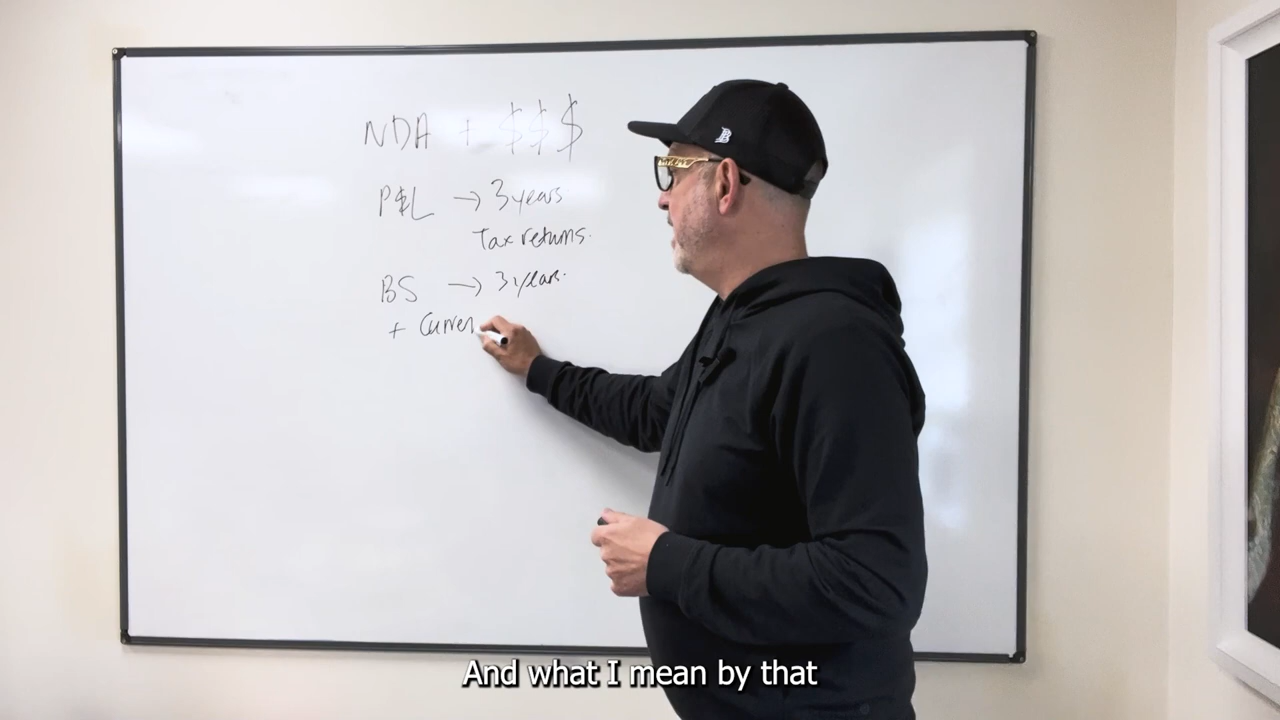 NDA + $$$
P&L → 3 years
Tax returns.
BS → 3 years.
+ Curren
B
And what I mean by that